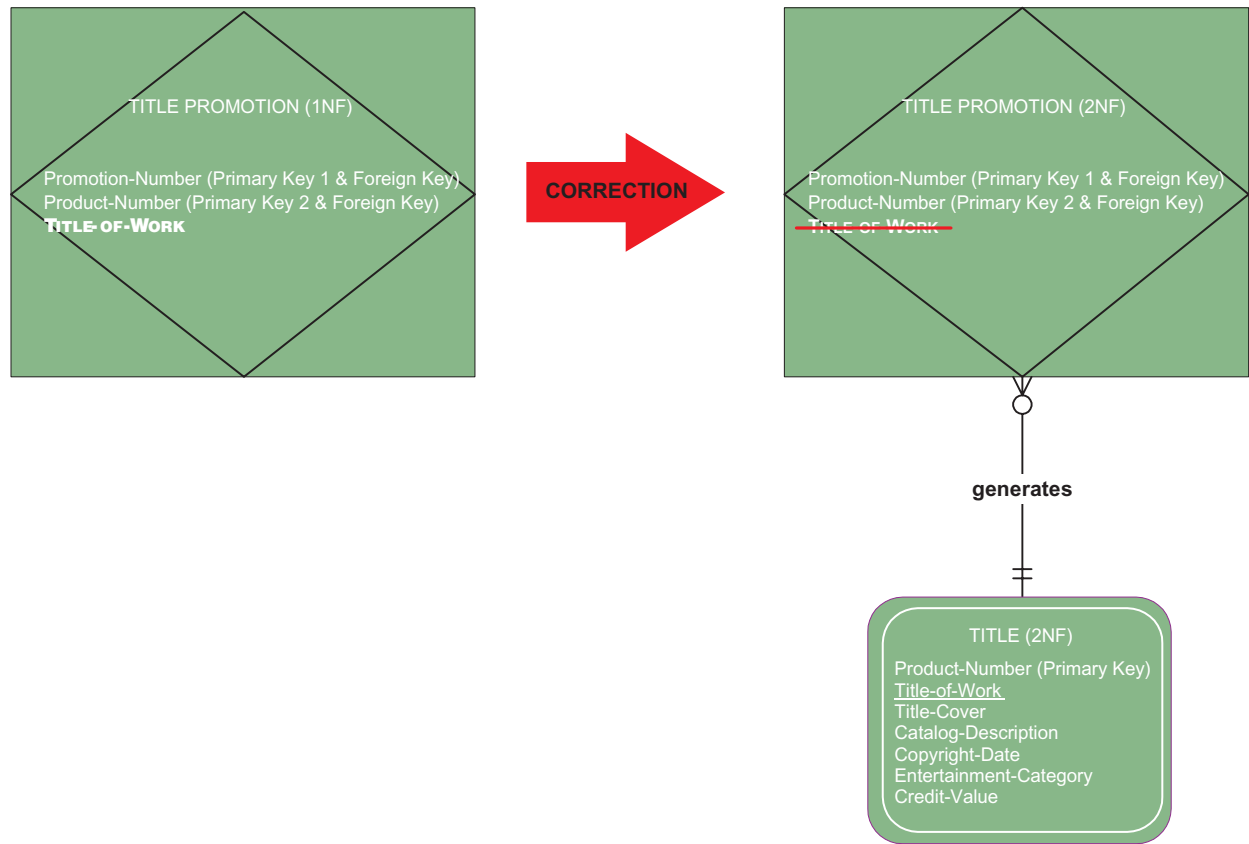 TITLE PROMOTION (1NF)
Promotion-Number (Primary Key 1 & Foreign Key)
Product-Number (Primary Key 2 & Foreign Key)
TITLE-OF-WORK
CORRECTION
TITLE PROMOTION (2NF)
Promotion-Number (Primary Key 1 & Foreign Key)
Product-Number (Primary Key 2 & Foreign Key)
TITLE-OF-WORK
generates
TITLE (2NF)
Product-Number (Primary Key)
Title-of-Work
Title-Cover
Catalog-Description
Copyright-Date
Entertainment-Category
Credit-Value